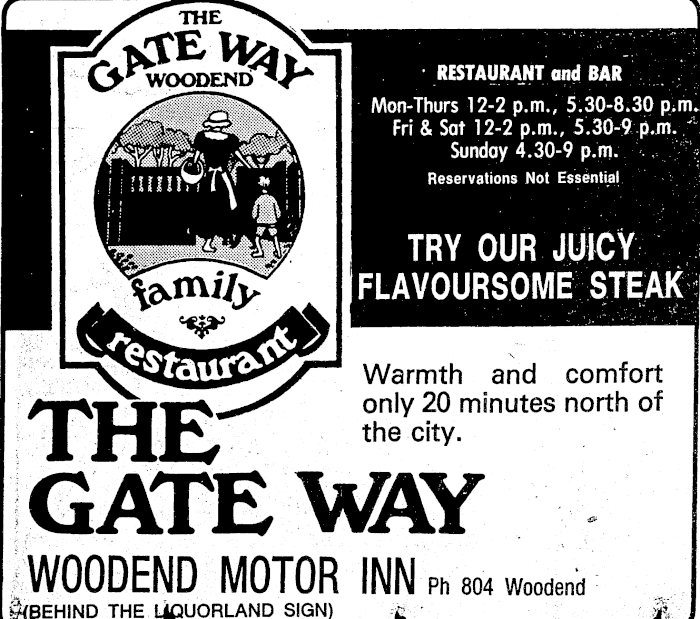 THE
GATE WAY
WOODEND
family
restaurant
RESTAURANT and BAR
Mon-Thurs 12-2 p.m., 5.30-8.30 p.m.
Fri & Sat 12-2 p.m., 5.30-9 p.m.
Sunday 4.30-9 p.m.
Reservations Not Essential
TRY OUR JUICY
FLAVOURSOME STEAK
Warmth and comfort
only 20 minutes north of
the city.
THE
GATE WAY
WOODEND MOTOR INN Ph 804 Woodend
(BEHIND THE LIQUORLAND SIGN)